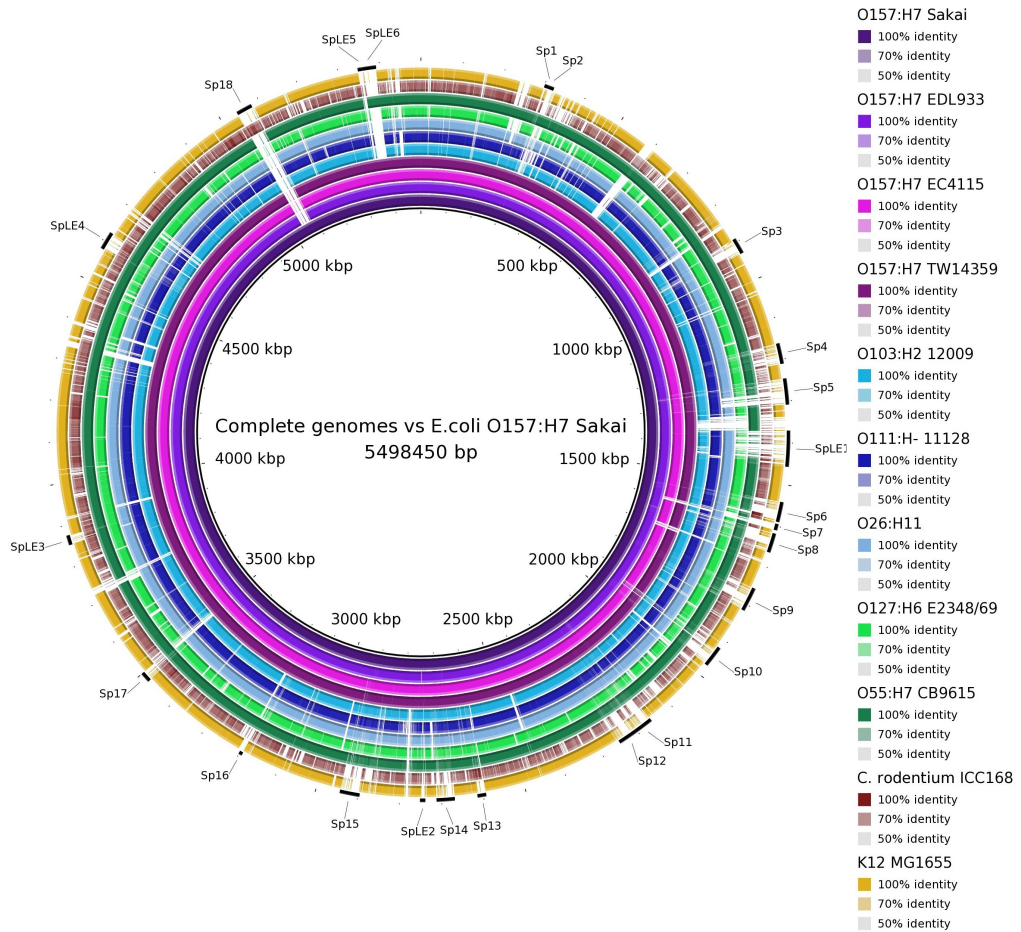 SpLE5
SpLE6
Sp1
Sp2
Sp18
Sp3
SpLE4
Sp4
Sp5
SpLE1
Sp6
Sp7
Sp8
SpLE3
Sp9
Sp10
Sp17
Sp11
Sp12
Sp16
Sp15
SpLE2
Sp14
Sp13
5000 kbp
500 kbp
4500 kbp
1000 kbp
Complete genomes vs E.coli O157:H7 Sakai
5498450 bp
4000 kbp
1500 kbp
3500 kbp
2000 kbp
3000 kbp
2500 kbp
O157:H7 Sakai
100% identity
70% identity
50% identity
O157:H7 EDL933
100% identity
70% identity
50% identity
O157:H7 EC4115
100% identity
70% identity
50% identity
O157:H7 TW14359
100% identity
70% identity
50% identity
O103:H2 12009
100% identity
70% identity
50% identity
O111:H- 11128
100% identity
70% identity
50% identity
O26:H11
100% identity
70% identity
50% identity
O127:H6 E2348/69
100% identity
70% identity
50% identity
O55:H7 CB9615
100% identity
70% identity
50% identity
C. rodentium ICC168
100% identity
70% identity
50% identity
K12 MG1655
100% identity
70% identity
50% identity